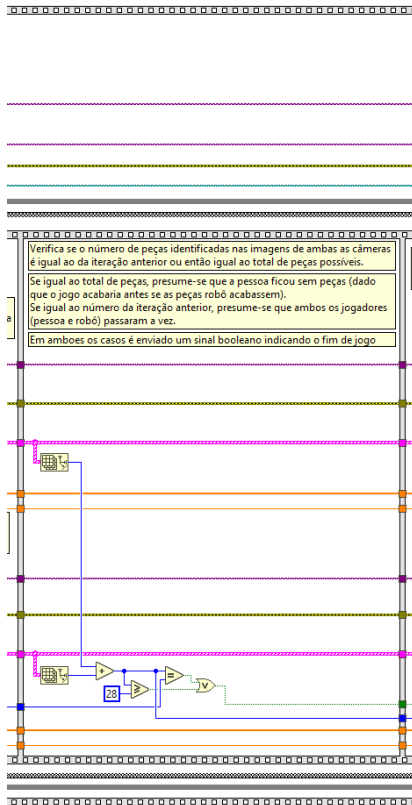 Verifica se o número de peças identificadas nas imagens de ambas as câmeras
é igual ao da iteração anterior ou então igual ao total de peças possíveis.
Se igual ao total de peças, presume-se que a pessoa ficou sem peças (dado
que o jogo acabaria antes se as peças robô acabassem).
Se igual ao número da iteração anterior, presume-se que ambos os jogadores
(pessoa e robô) passaram a vez.
a
Em amboes os casos é enviado um sinal booleano indicando o fim de jogo
+
=
28
≥
V